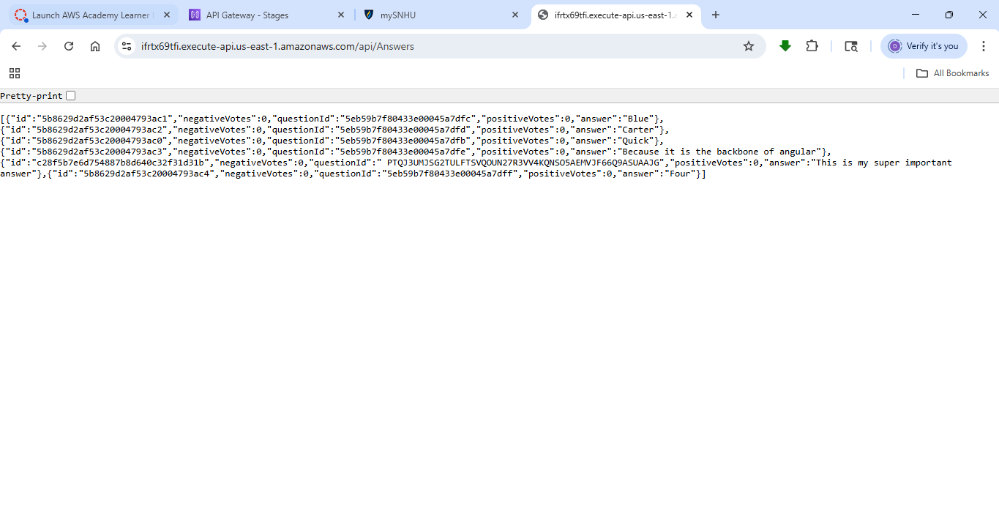 Launch AWS Academy Learner
API Gateway - Stages
mySNHU
ifrtx69tfi.execute-api.us-east-1.a
ifrtx69tfi.execute-api.us-east-1.amazonaws.com/api/Answers
D
Verify it's you
All Bookmarks
Pretty-print
[{"id":"5b8629d2af53c20004793ac1","negativeVotes":0,"questionId":"5eb59b7f80433e00045a7dfc","positiveVotes":0,"answer":"Blue"},
{"id":"5b8629d2af53c20004793ac2","negativeVotes":0,"questionId":"5eb59b7f80433e00045a7dfd","positiveVotes":0,"answer":"Carter"},
{"id":"5b8629d2af53c20004793ac0","negativeVotes":0,"questionId":"5eb59b7f80433e00045a7dfb","positiveVotes":0,"answer":"Quick"},
{"id":"5b8629d2af53c20004793ac3","negativeVotes":0,"questionId":"5eb59b7f80433e00045a7dfe","positiveVotes":0,"answer":"Because it is the backbone of angular"},
{"id":"c28f5b7e6d754887b8d640c32f31d31b","negativeVotes":0,"questionId":" PTQJ3UMJSG2TULFTSVQOUN27R3VV4KQNSO5AEMVJF66Q9ASUAAJG","positiveVotes":0,"answer":"This is my super important
answer"},{"id":"5b8629d2af53c20004793ac4","negativeVotes":0,"questionId":"5eb59b7f80433e00045a7dff","positiveVotes":0,"answer":"Four"}]